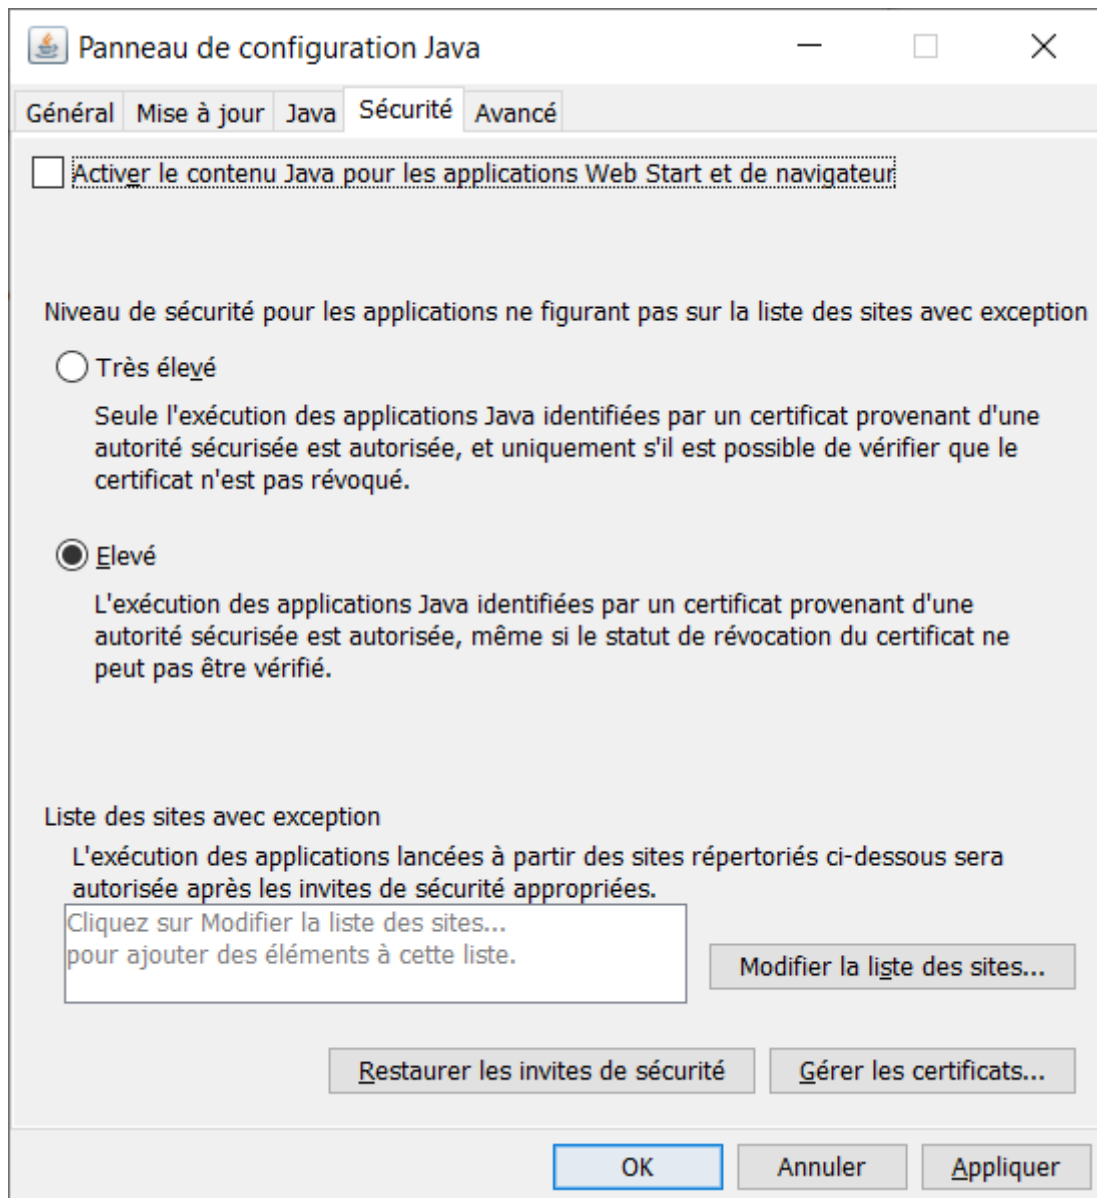 Panneau de configuration Java
Général Mise à jour Java Sécurité Avancé
Activer le contenu Java pour les applications Web Start et de navigateur
Niveau de sécurité pour les applications ne figurant pas sur la liste des sites avec exception
Très élevé
Seule l'exécution des applications Java identifiées par un certificat provenant d'une
autorité sécurisée est autorisée, et uniquement s'il est possible de vérifier que le
certificat n'est pas révoqué.
Elevé
L'exécution des applications Java identifiées par un certificat provenant d'une
autorité sécurisée est autorisée, même si le statut de révocation du certificat ne
peut pas être vérifié.
Liste des sites avec exception
L'exécution des applications lancées à partir des sites répertoriés ci-dessous sera
autorisée après les invites de sécurité appropriées.
Cliquez sur Modifier la liste des sites...
pour ajouter des éléments à cette liste.
Modifier la liste des sites...
Restaurer les invites de sécurité Gérer les certificats...
OK Annuler Appliquer